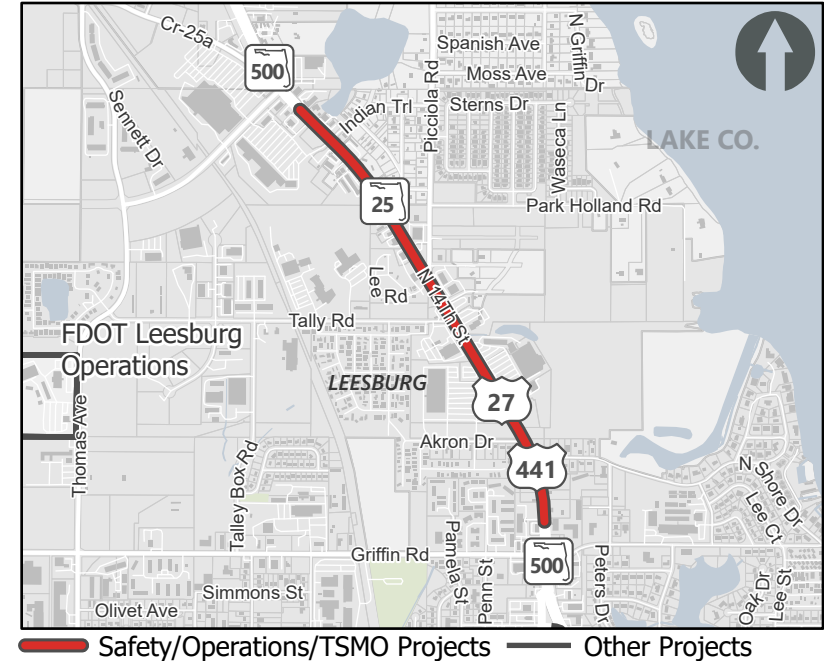 Cr-25a
Spanish Ave
N Griffin Dr
Moss Ave
500
Sennett Dr
Indian Trl
Picciola Rd
Sterns Dr
Waseca Ln
LAKE CO.
25
Park Holland Rd
Lee Rd
N 14Th St
Tally Rd
FDOT Leesburg
Operations
LEESBURG
27
Thomas Ave
Akron Dr
441
Talley Box Rd
N Shore Dr
Lee Ct
Griffin Rd
500
Pamela St
Penn St
Peters Dr
Simmons St
Oak Dr
Lee St
Olivet Ave
Safety/Operations/TSMO Projects
Other Projects